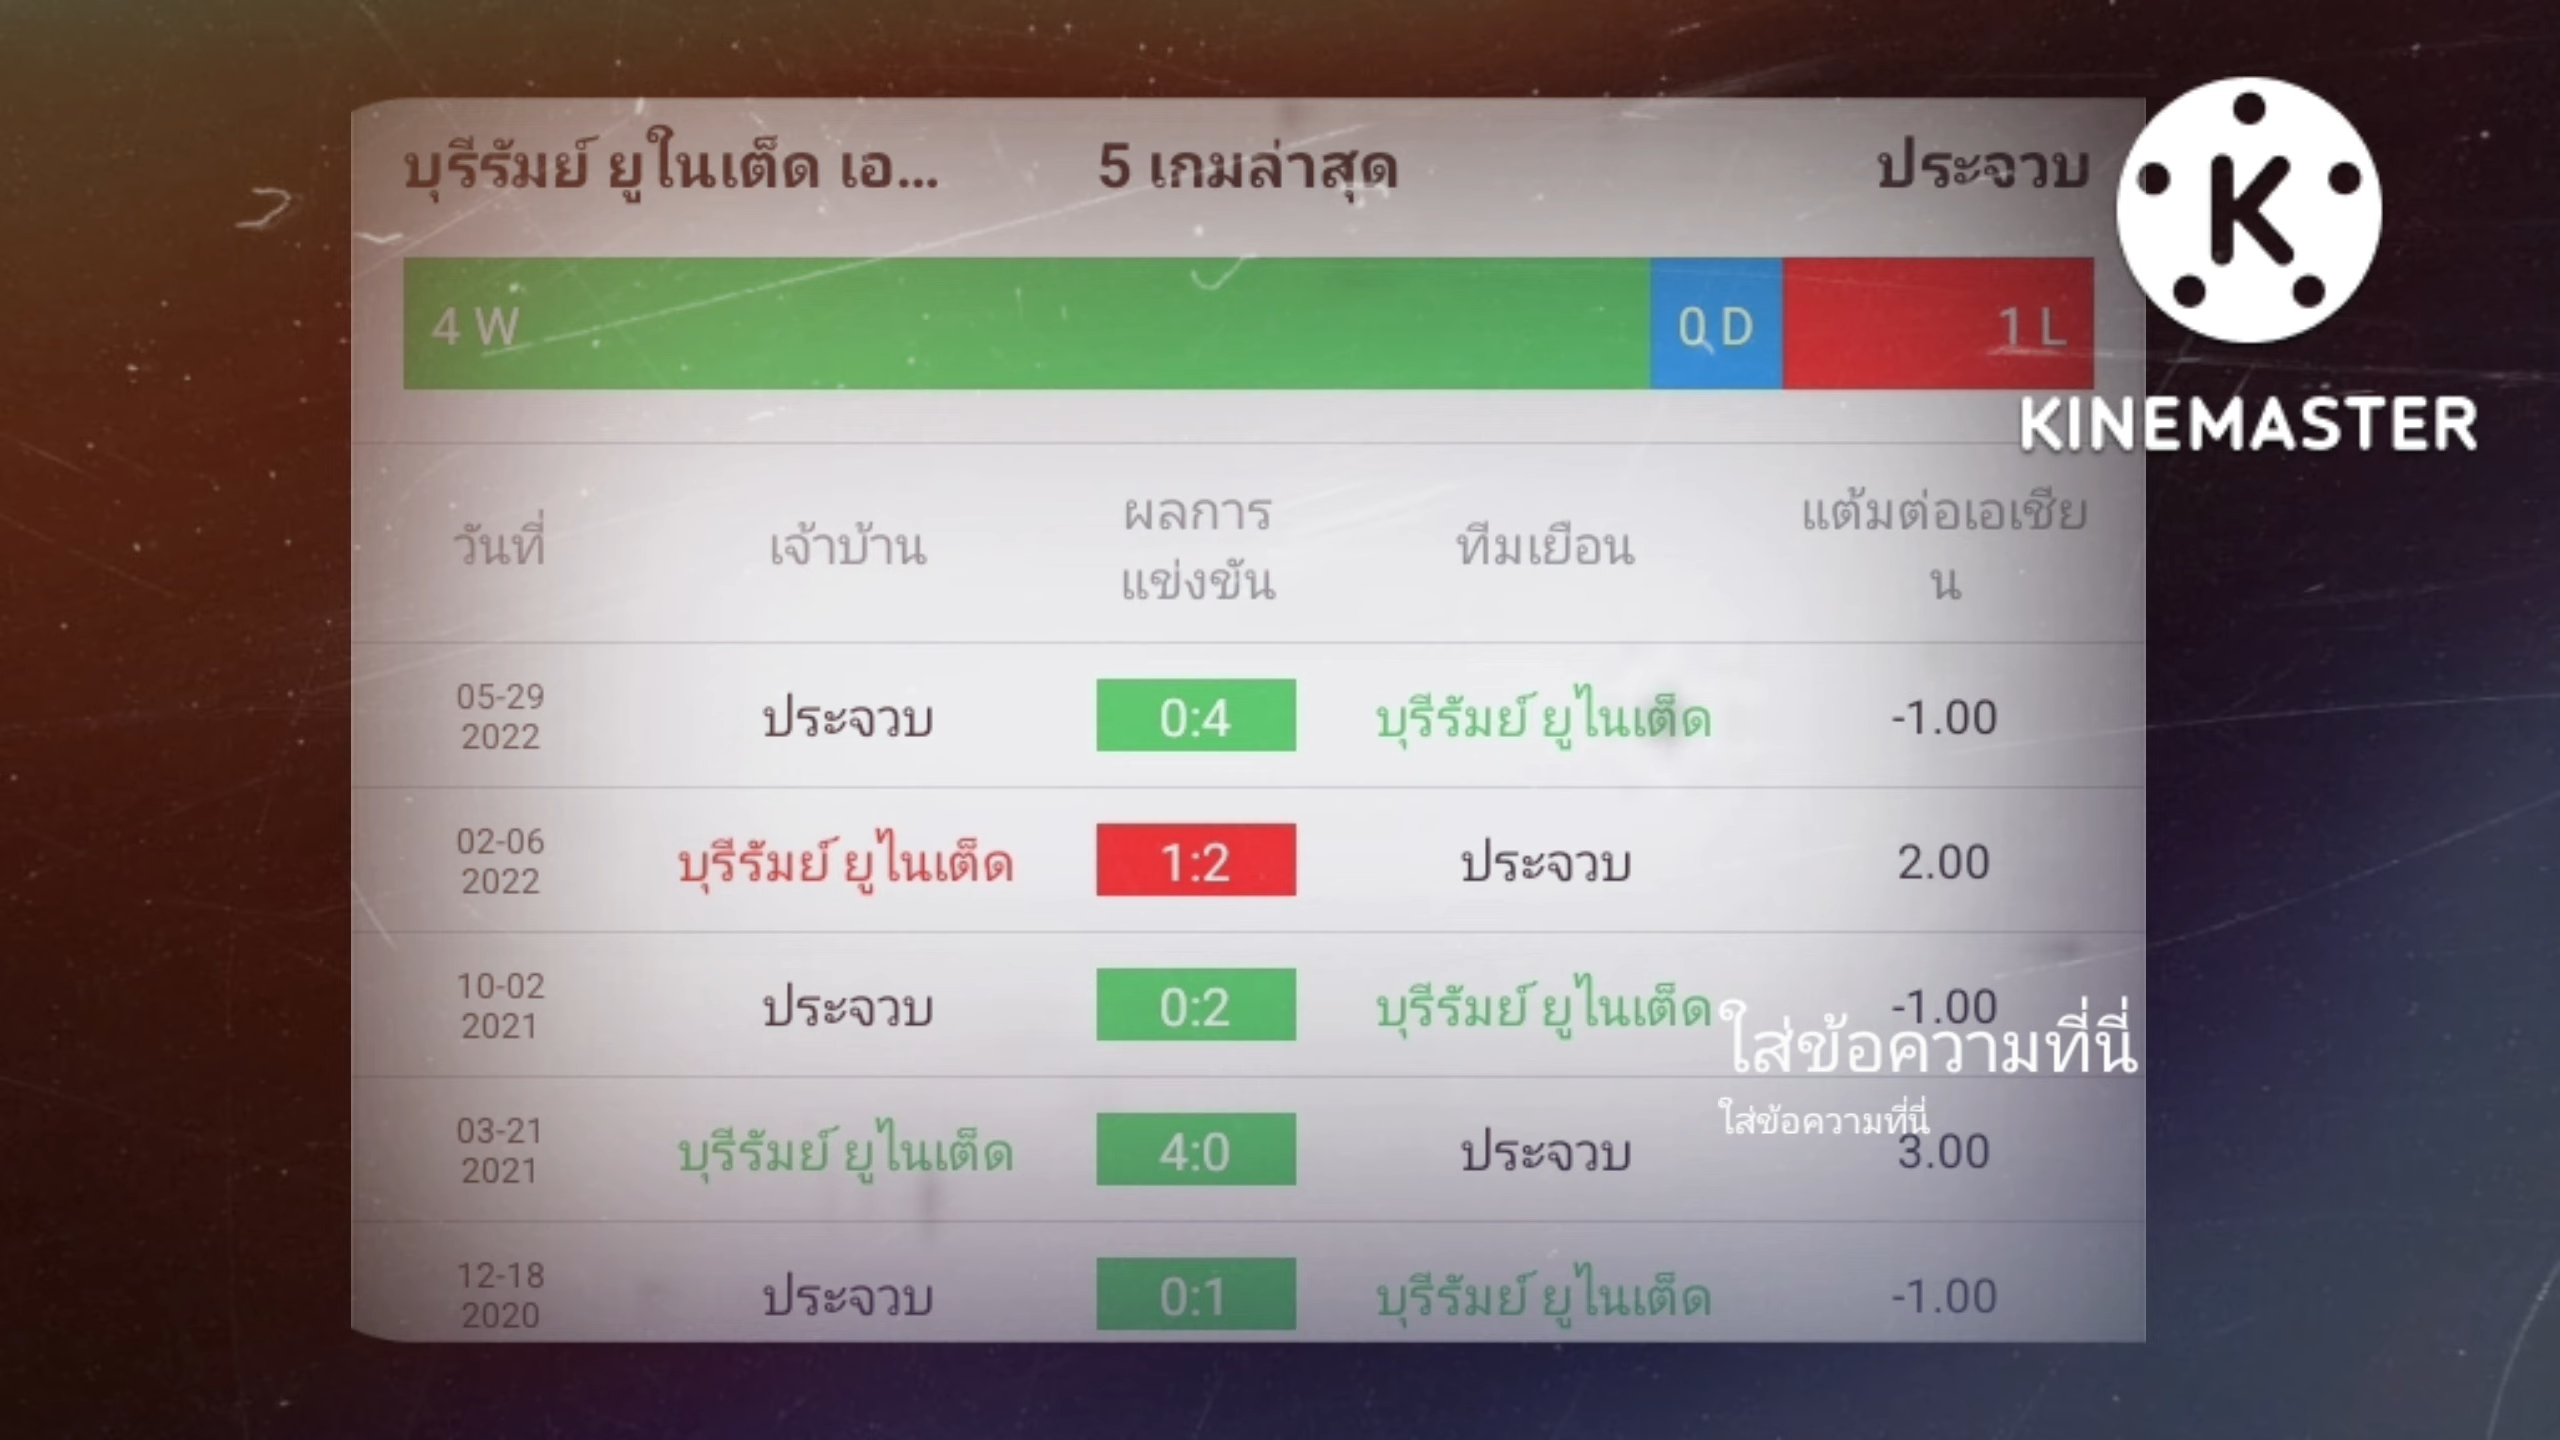 บุรีรัมย์ ยูไนเต็ด เอ... 5 เกมล่าสุด ประจวบ
4 W 0 D 1 L
KINEMASTER
วันที่ เจ้าบ้าน ผลการแข่งขัน ทีมเยือน แต้มต่อเอเชียน
05-29 2022 ประจวบ 0:4 บุรีรัมย์ ยูไนเต็ด -1.00
02-06 2022 บุรีรัมย์ ยูไนเต็ด 1:2 ประจวบ 2.00
10-02 2021 ประจวบ 0:2 บุรีรัมย์ ยูไนเต็ด -1.00
ใส่ข้อความที่นี่
ใส่ข้อความที่นี่
03-21 2021 บุรีรัมย์ ยูไนเต็ด 4:0 ประจวบ 3.00
12-18 2020 ประจวบ 0:1 บุรีรัมย์ ยูไนเต็ด -1.00